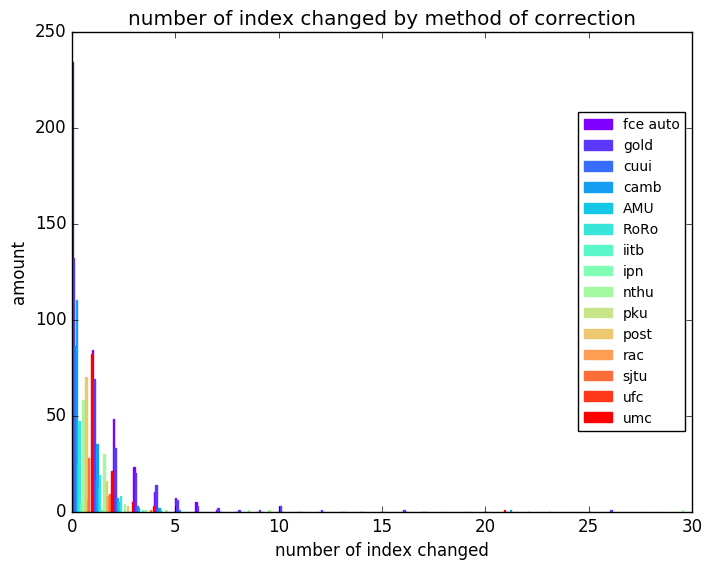 number of index changed by method of correction
250
200
150
100
50
0
amount
fce auto
gold
cuui
camb
AMU
RoRo
iitb
ipn
nthu
pku
post
rac
sjtu
ufc
umc
0 5 10 15 20 25 30
number of index changed